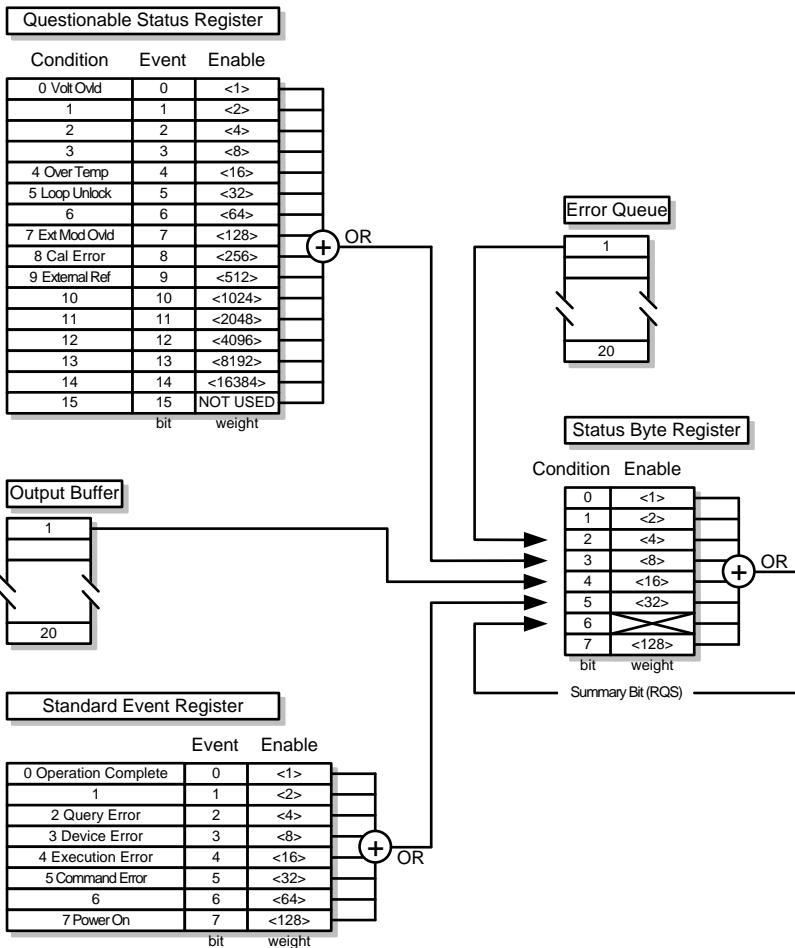 Questionable Status Register
Condition Event Enable
0 Volt Ovld 0 <1>
1 1 <2>
2 2 <4>
3 3 <8>
4 Over Temp 4 <16>
5 Loop Unlock 5 <32>
6 6 <64>
7 Ext Mod Ovld 7 <128>
8 Cal Error 8 <256>
9 External Ref 9 <512>
10 10 <1024>
11 11 <2048>
12 12 <4096>
13 13 <8192>
14 14 <16384>
15 15 NOT USED
bit weight
+ OR
Error Queue
1
20
Output Buffer
1
20
Status Byte Register
Condition Enable
0 <1>
1 <2>
2 <4>
3 <8>
4 <16>
5 <32>
6
7 <128>
bit weight
+ OR
Summary Bit (RQS)
Standard Event Register
Event Enable
0 Operation Complete 0 <1>
1 1 <2>
2 Query Error 2 <4>
3 Device Error 3 <8>
4 Execution Error 4 <16>
5 Command Error 5 <32>
6 6 <64>
7 Power On 7 <128>
bit weight
+ OR